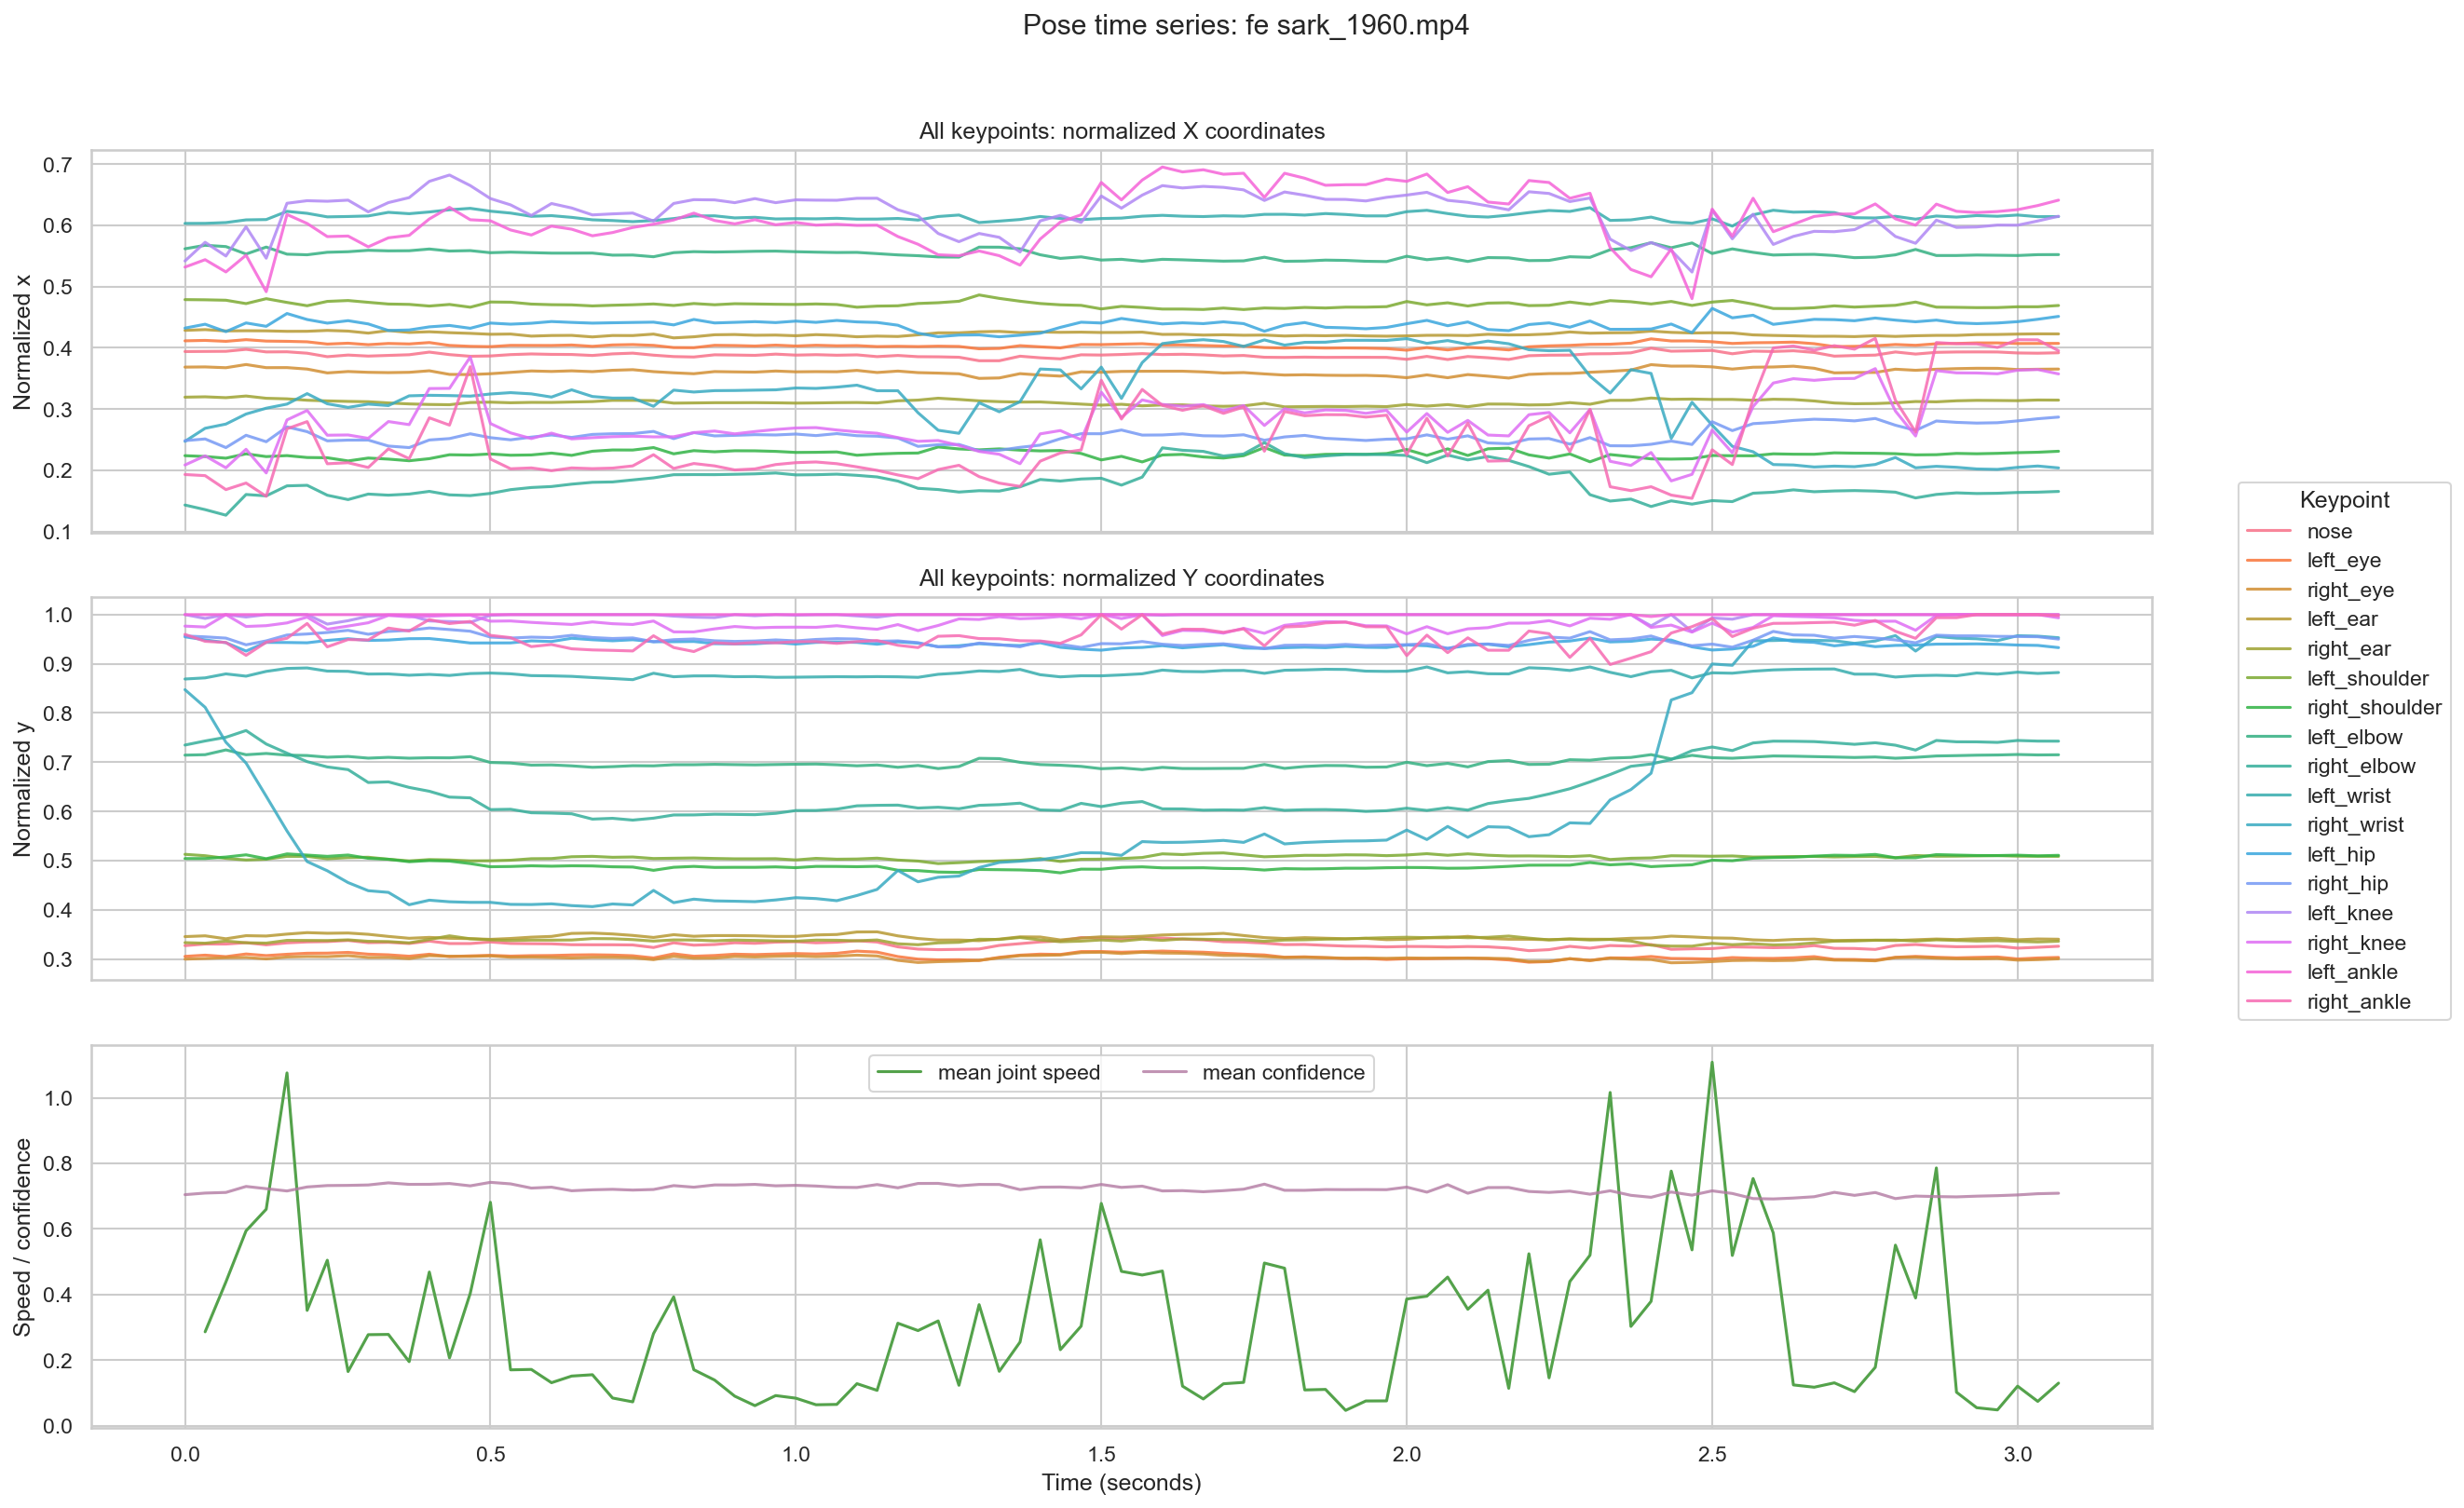 Pose time series: fe sark_1960.mp4
All keypoints: normalized X coordinates
Normalized x
0.7
0.6
0.5
0.4
0.3
0.2
0.1
All keypoints: normalized Y coordinates
Normalized y
1.0
0.9
0.8
0.7
0.6
0.5
0.4
0.3
Keypoint
nose
left_eye
right_eye
left_ear
right_ear
left_shoulder
right_shoulder
left_elbow
right_elbow
left_wrist
right_wrist
left_hip
right_hip
left_knee
right_knee
left_ankle
right_ankle
mean joint speed mean confidence
Speed / confidence
1.0
0.8
0.6
0.4
0.2
0.0
0.0 0.5 1.0 1.5 2.0 2.5 3.0
Time (seconds)